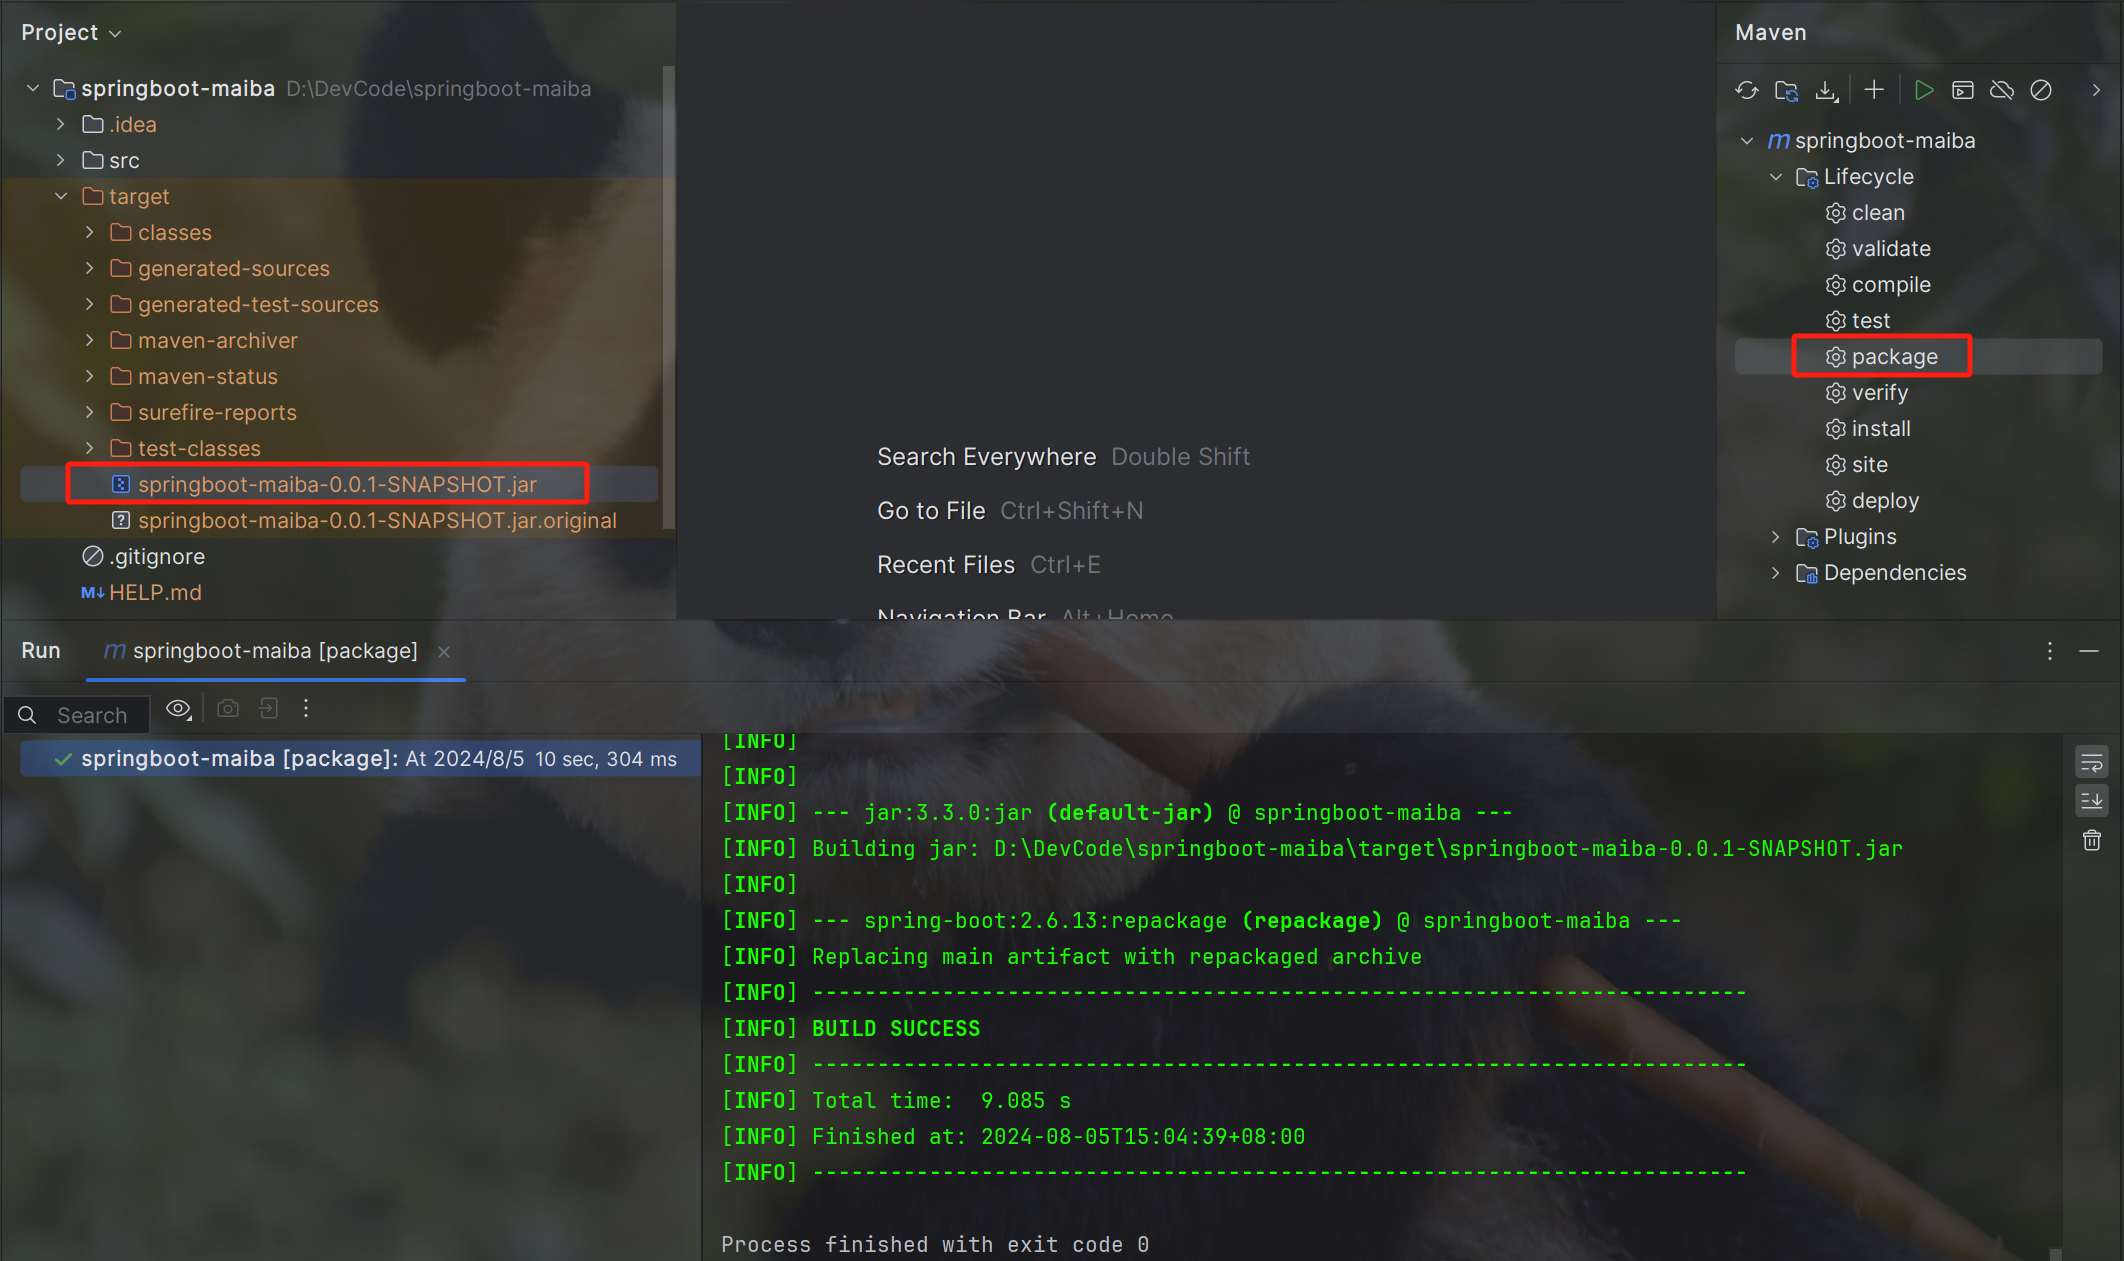 Project
springboot-maiba D:\DevCode\springboot-maiba
.idea
src
target
classes
generated-sources
generated-test-sources
maven-archiver
maven-status
surefire-reports
test-classes
springboot-maiba-0.0.1-SNAPSHOT.jar
springboot-maiba-0.0.1-SNAPSHOT.jar.original
.gitignore
M↓ HELP.md
Search Everywhere Double Shift
Go to File Ctrl+Shift+N
Recent Files Ctrl+E
Navigation Bar Alt+Home
Maven
m springboot-maiba
Lifecycle
clean
validate
compile
test
package
verify
install
site
deploy
Plugins
Dependencies
Run m springboot-maiba [package]
Search
springboot-maiba [package]: At 2024/8/5 10 sec, 304 ms
[INFO]
[INFO]
[INFO] --- jar:3.3.0:jar (default-jar) @ springboot-maiba ---
[INFO] Building jar: D:\DevCode\springboot-maiba\target\springboot-maiba-0.0.1-SNAPSHOT.jar
[INFO]
[INFO] --- spring-boot:2.6.13:repackage (repackage) @ springboot-maiba ---
[INFO] Replacing main artifact with repackaged archive
[INFO] ------------------------------------------------------------------------
[INFO] BUILD SUCCESS
[INFO] ------------------------------------------------------------------------
[INFO] Total time:  9.085 s
[INFO] Finished at: 2024-08-05T15:04:39+08:00
[INFO] ------------------------------------------------------------------------
Process finished with exit code 0